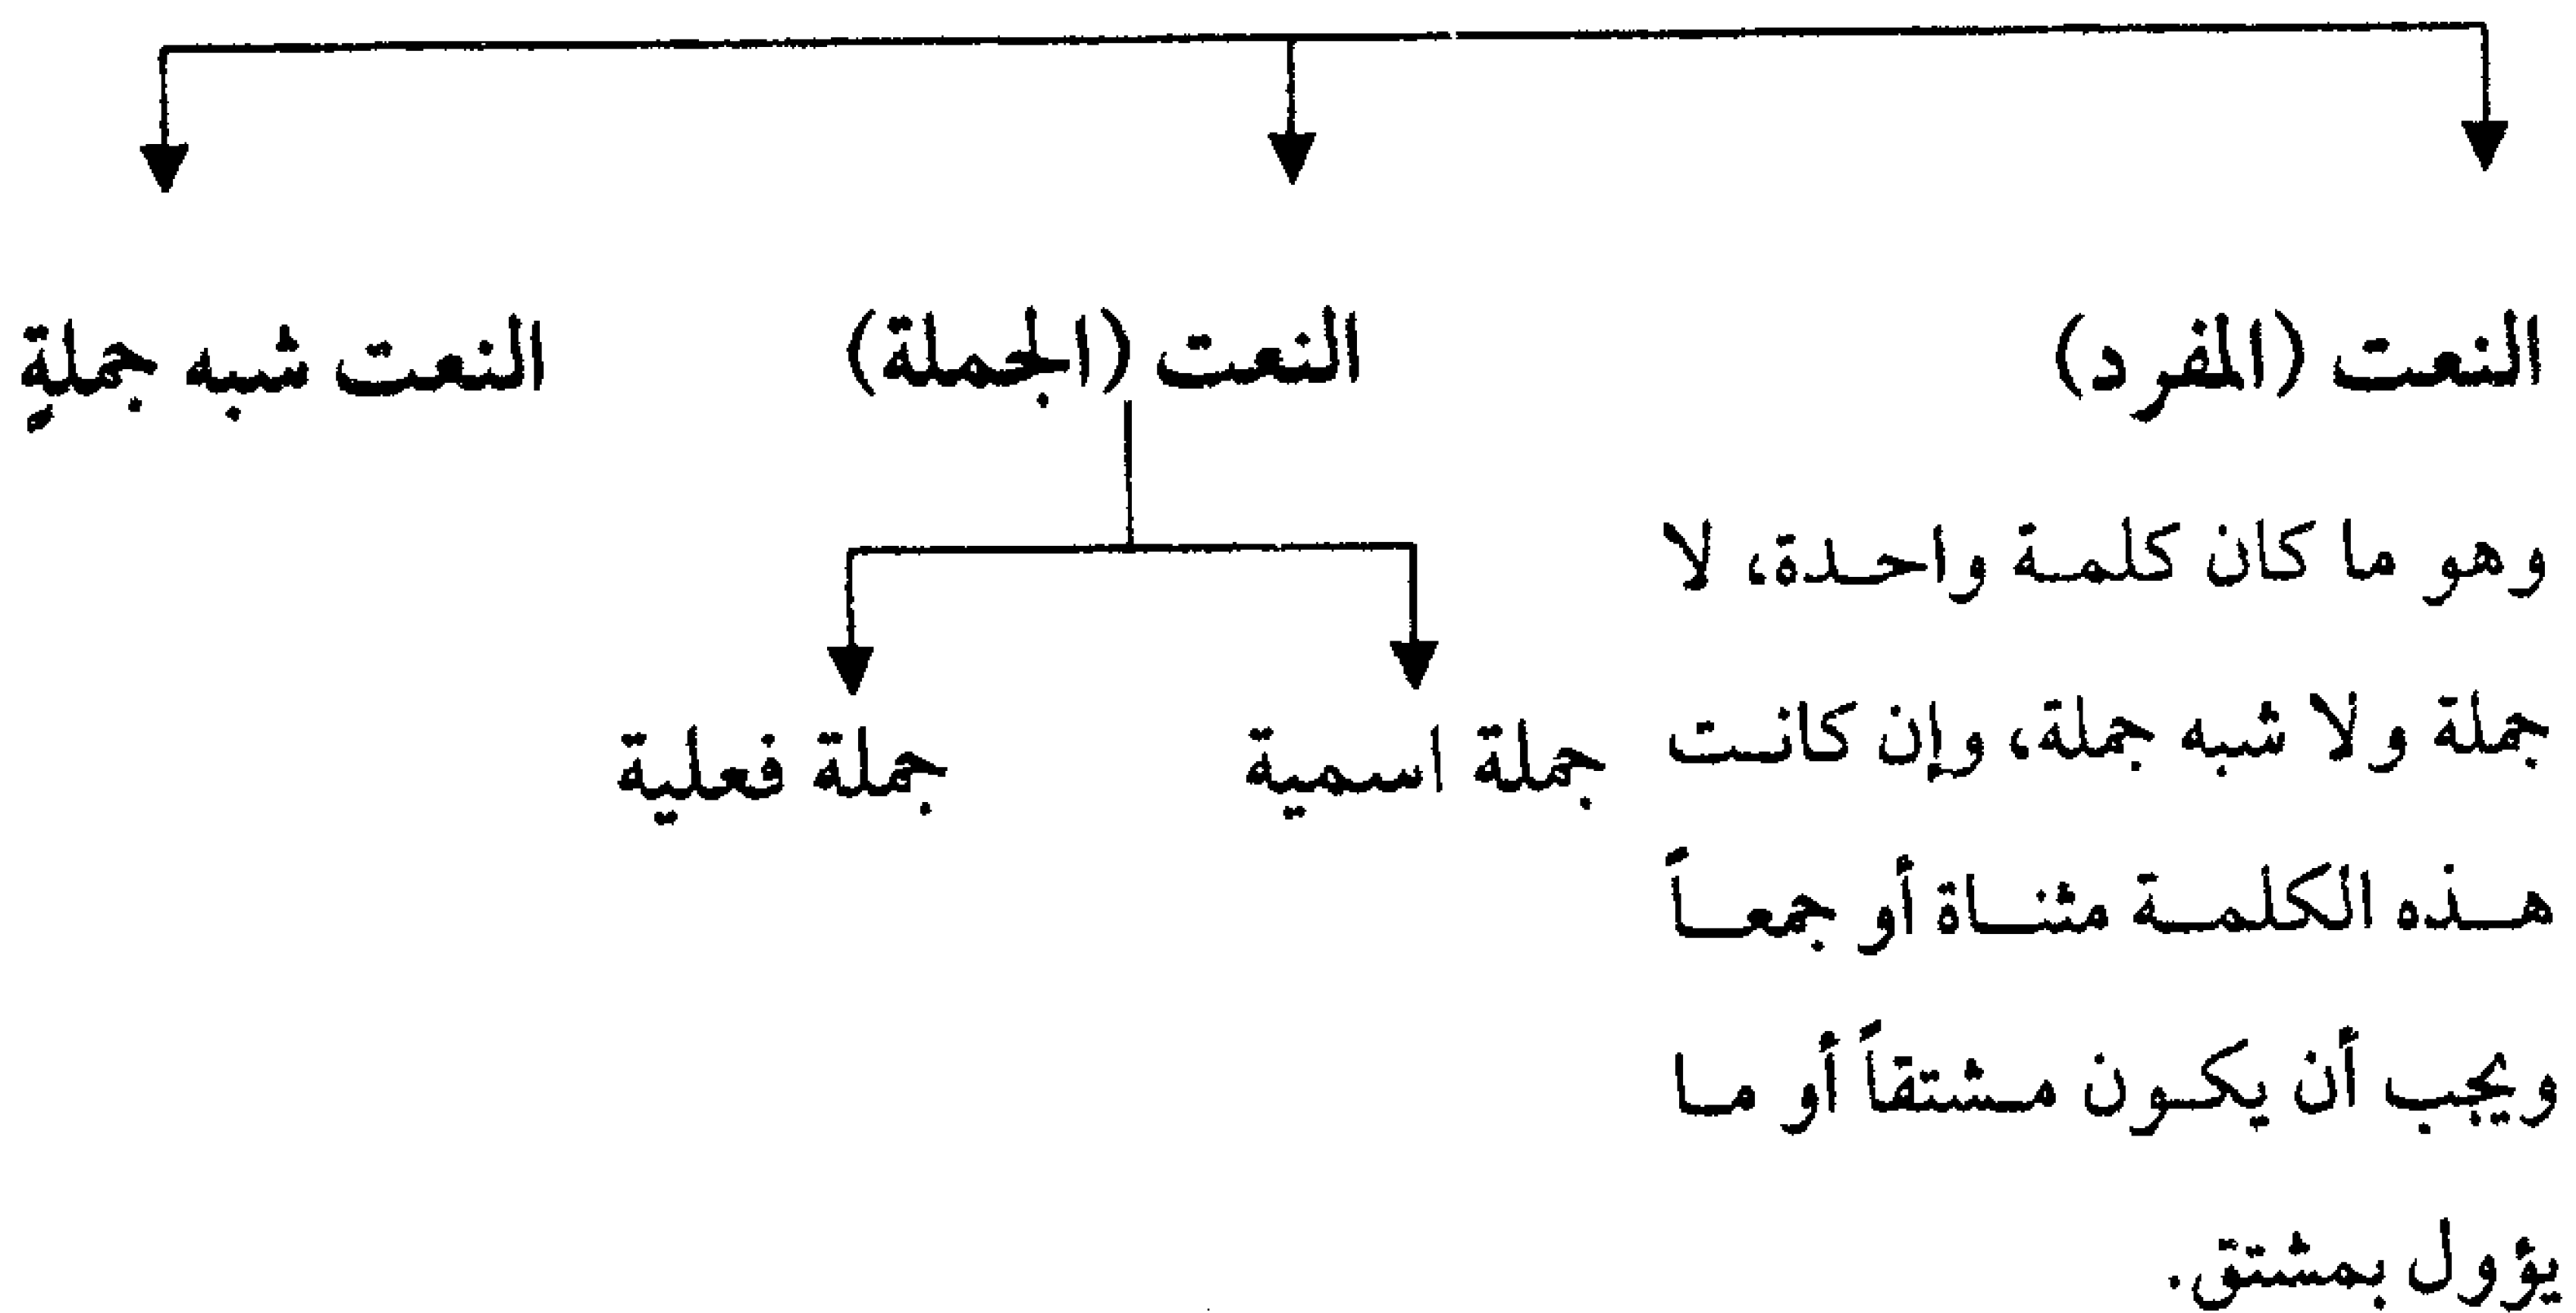 النعت (المفرد)
النعت (الجملة)
النعت شبه جملةٍ
وهو ما كان كلمة واحدة، لا
جملة ولا شبه جملة، وإن كانت
هذه الكلمة مثناة أو جمعاً
ويجب أن يكون مشتقاً أو ما
يؤول بمشتق.
جملة اسمية
جملة فعلية